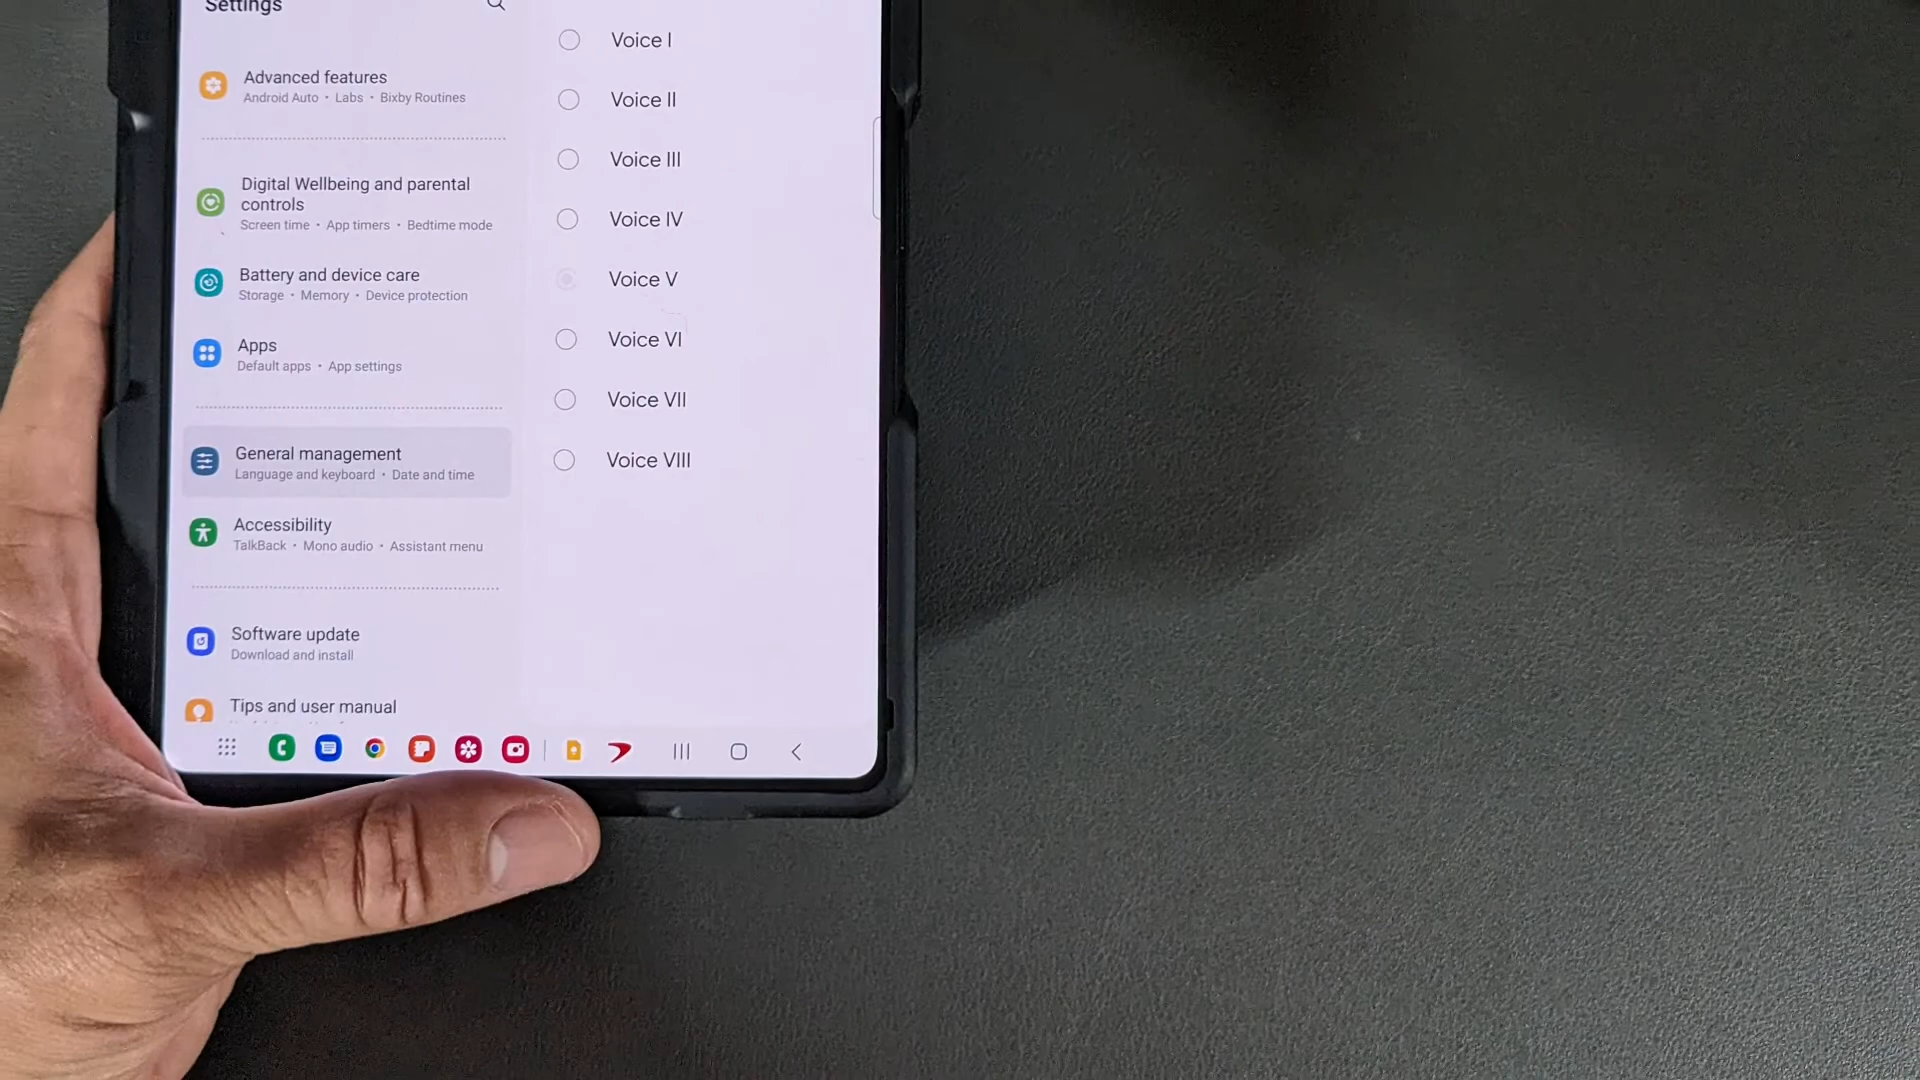 Settings
Advanced features
Android Auto • Labs • Bixby Routines
Digital Wellbeing and parental
controls
Screen time • App timers • Bedtime mode
Battery and device care
Storage • Memory • Device protection
Apps
Default apps • App settings
General management
Language and keyboard • Date and time
Accessibility
TalkBack • Mono audio • Assistant menu
Software update
Download and install
Tips and user manual
Voice I
Voice II
Voice III
Voice IV
Voice V
Voice VI
Voice VII
Voice VIII